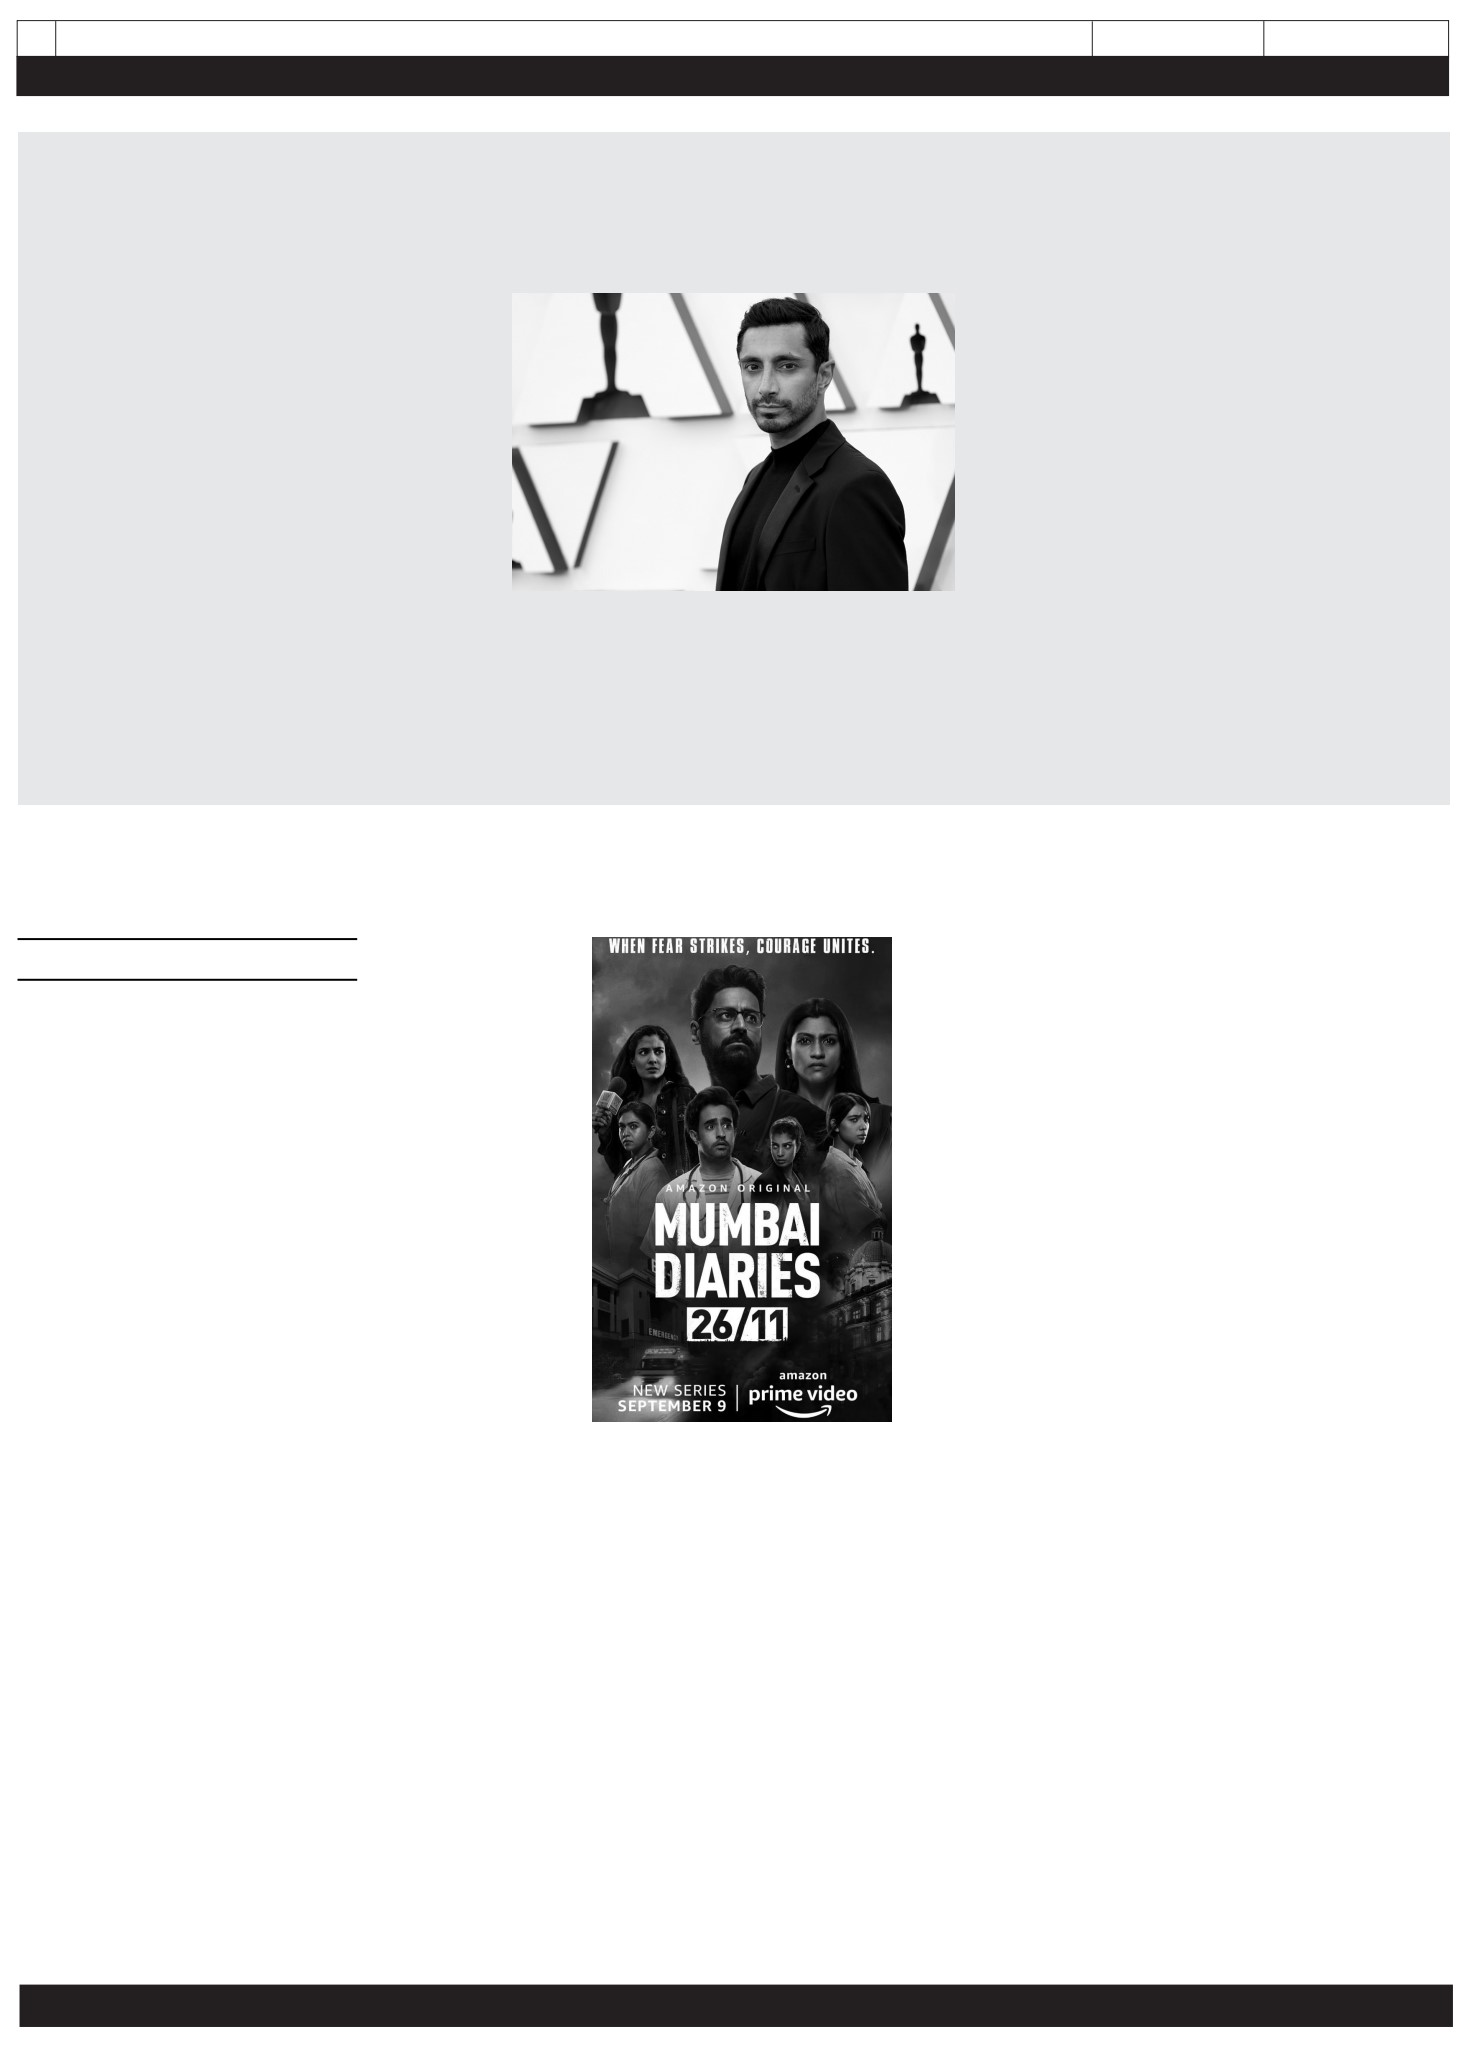 WHEN FEAR STRIKES, COURAGE UNITES.
AMAZON ORIGINAL
MUMBAI
DIARIES
26/11
EMERGENCY
NEW SERIES
SEPTEMBER 9
amazon
prime video